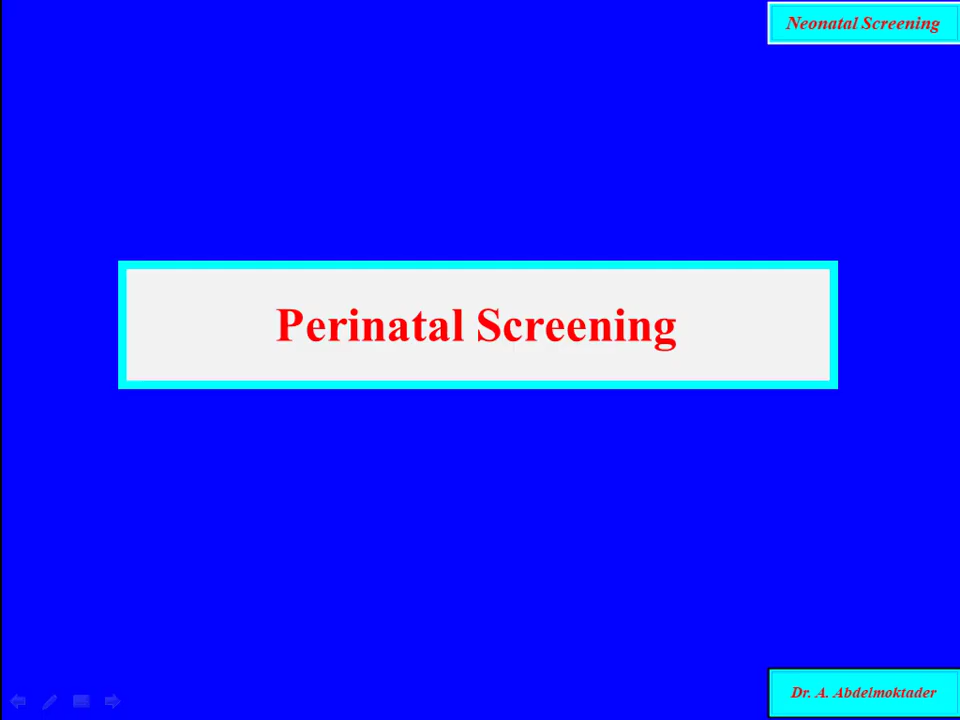 Neonatal Screening
Perinatal Screening
Dr. A. Abdelmoktader